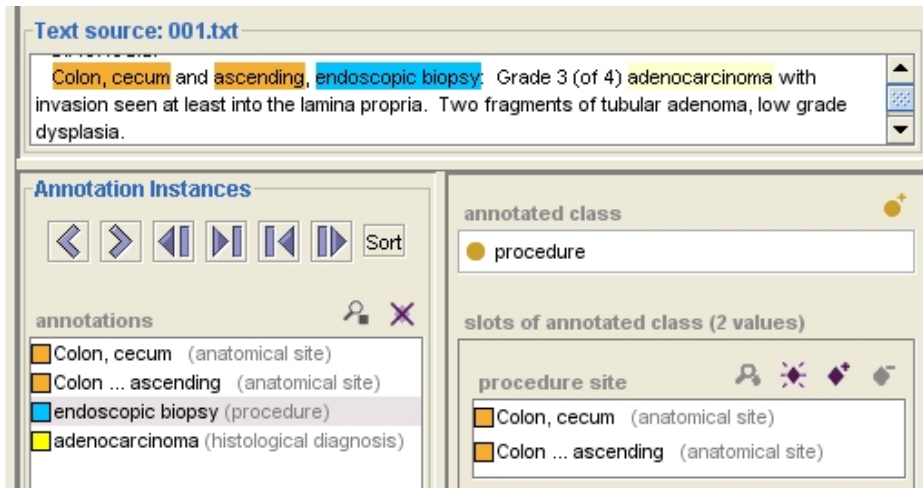 Text source: 001.txt
Colon, cecum and ascending, endoscopic biopsy:  Grade 3 (of 4) adenocarcinoma with
invasion seen at least into the lamina propria.  Two fragments of tubular adenoma, low grade
dysplasia.
Annotation Instances
Sort
annotations
Colon, cecum (anatomical site)
Colon ... ascending (anatomical site)
endoscopic biopsy (procedure)
adenocarcinoma (histological diagnosis)
annotated class
procedure
slots of annotated class (2 values)
procedure site
Colon, cecum (anatomical site)
Colon ... ascending (anatomical site)